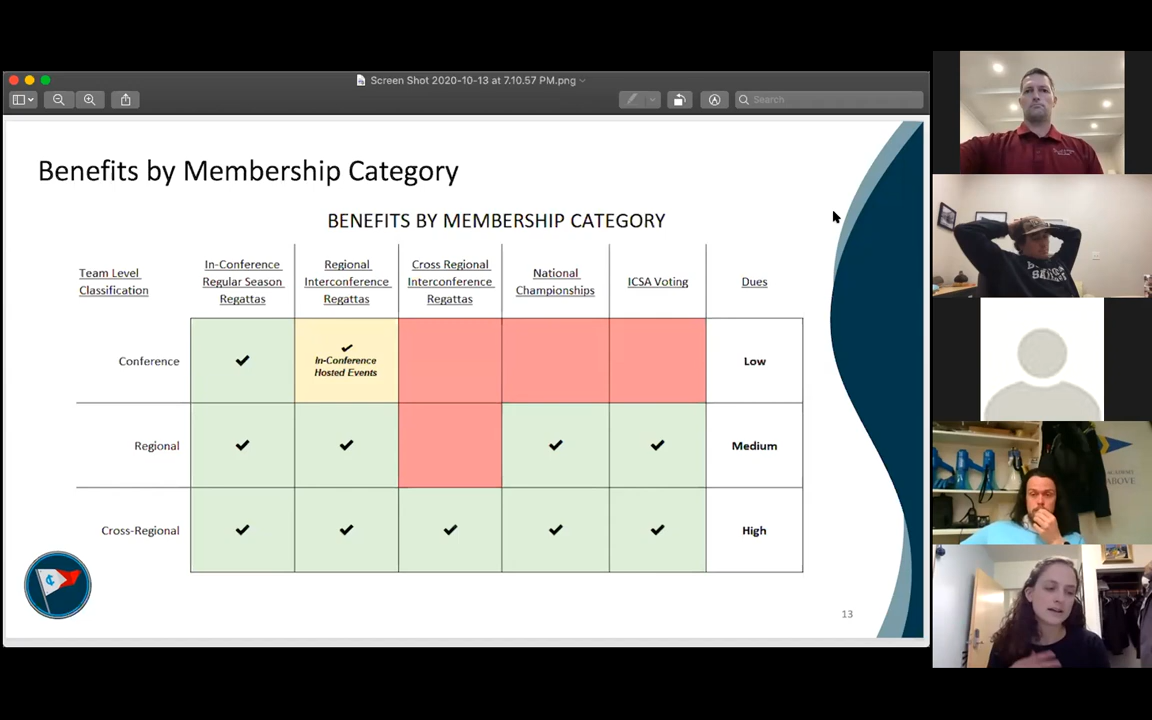 Screen Shot 2020-10-13 at 7.10.57 PM.png
Search
Benefits by Membership Category
BENEFITS BY MEMBERSHIP CATEGORY
Team Level
Classification
In-Conference
Regular Season
Regattas
Regional
Interconference
Regattas
Cross Regional
Interconference
Regattas
National
Championships
ICSA Voting
Dues
Conference
✓
✓
In-Conference
Hosted Events
Low
Regional
✓
✓
✓
✓
Medium
Cross-Regional
✓
✓
✓
✓
✓
High
13
ABOVE